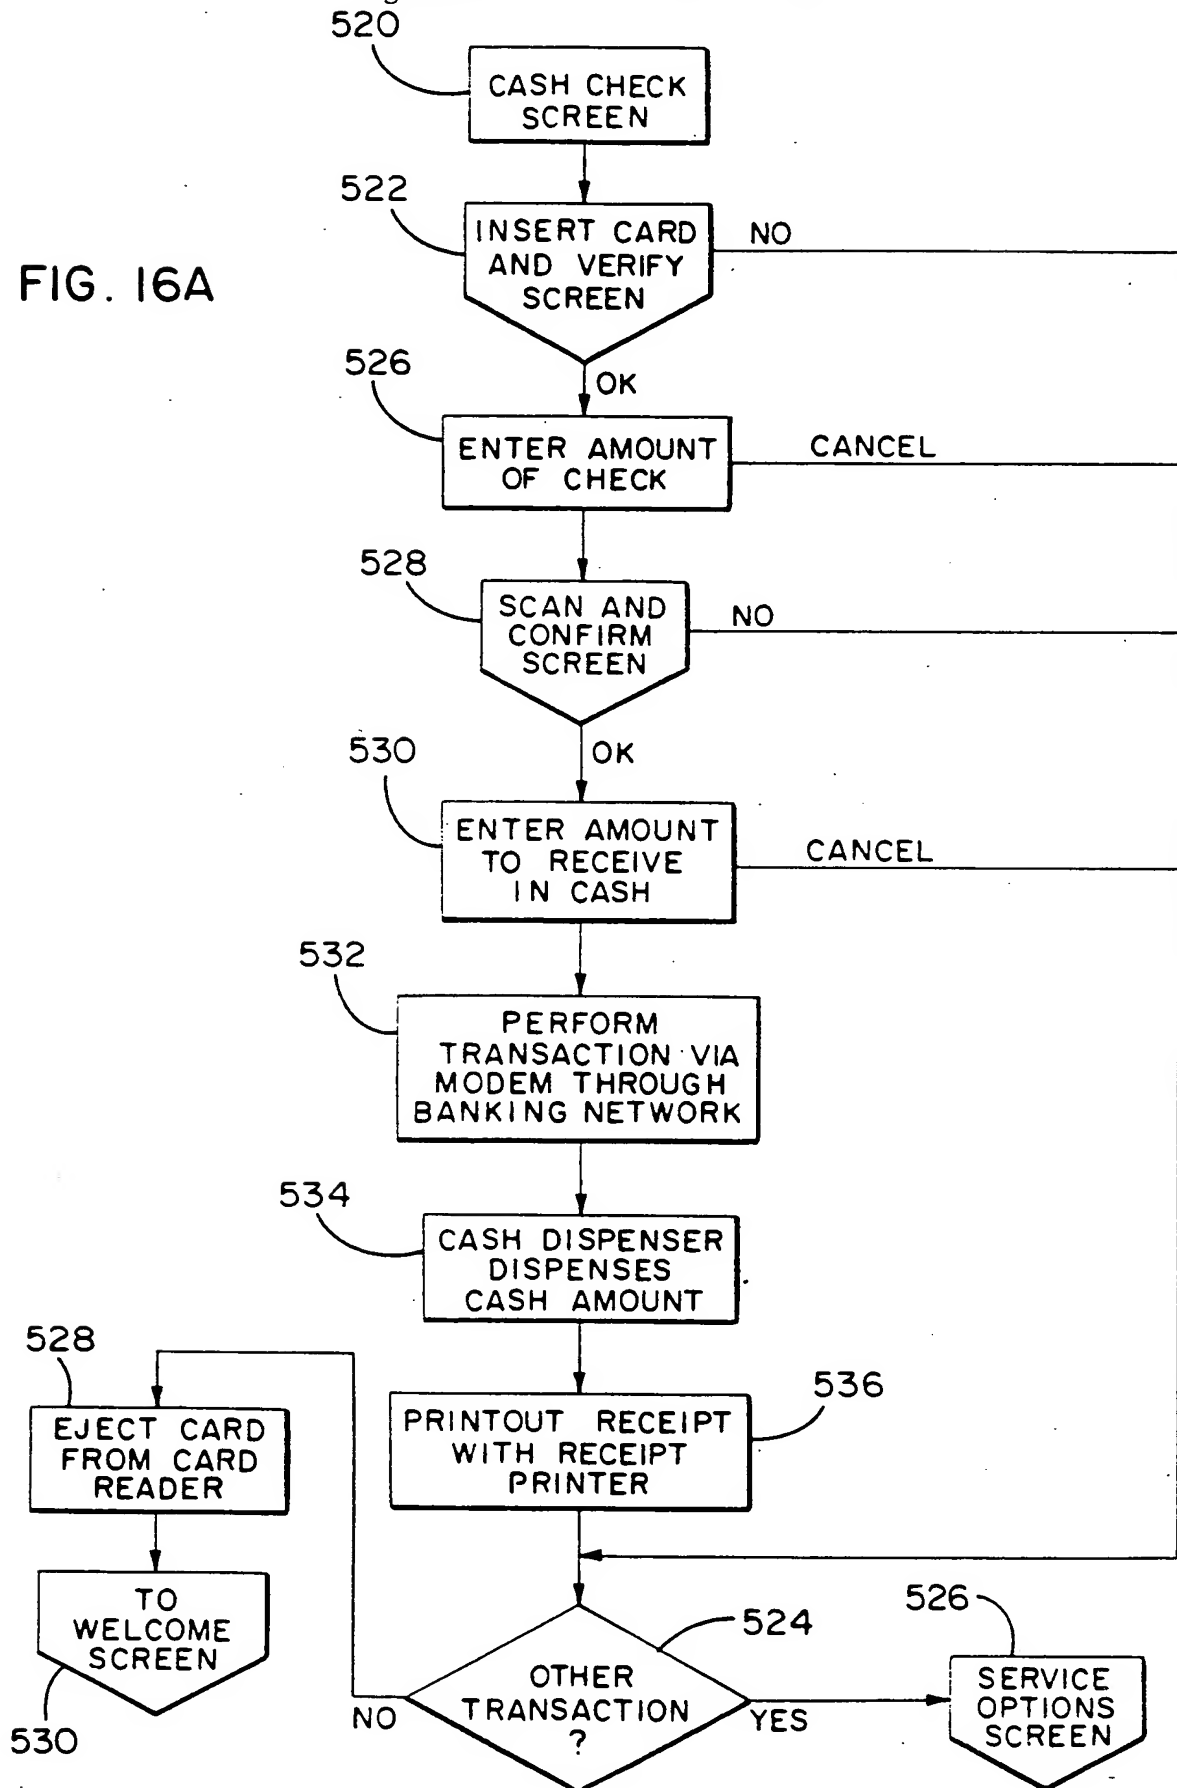 520
CASH CHECK
SCREEN
522
INSERT CARD
AND VERIFY
SCREEN
NO
FIG. 16A
OK
526
ENTER AMOUNT
OF CHECK
CANCEL
528
SCAN AND
CONFIRM
SCREEN
NO
OK
530
ENTER AMOUNT
TO RECEIVE
IN CASH
CANCEL
532
PERFORM
TRANSACTION VIA
MODEM THROUGH
BANKING NETWORK
534
CASH DISPENSER
DISPENSES
CASH AMOUNT
528
EJECT CARD
FROM CARD
READER
536
PRINTOUT RECEIPT
WITH RECEIPT
PRINTER
TO
WELCOME
SCREEN
530
524
OTHER
TRANSACTION
?
NO
YES
526
SERVICE
OPTIONS
SCREEN